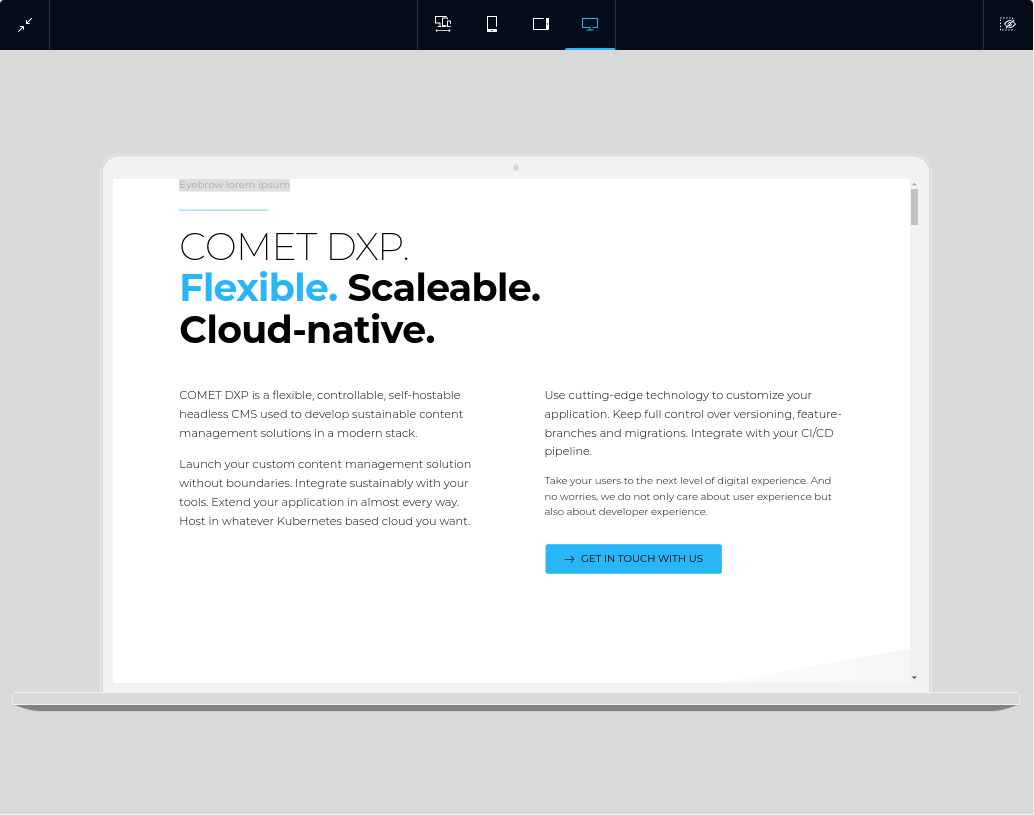 Eyebrow lorem ipsum
COMET DXP.
Flexible. Scaleable.
Cloud-native.
COMET DXP is a flexible, controllable, self-hostable
headless CMS used to develop sustainable content
management solutions in a modern stack.
Launch your custom content management solution
without boundaries. Integrate sustainably with your
tools. Extend your application in almost every way.
Host in whatever Kubernetes based cloud you want.
Use cutting-edge technology to customize your
application. Keep full control over versioning, feature-
branches and migrations. Integrate with your CI/CD
pipeline.
Take your users to the next level of digital experience. And
no worries, we do not only care about user experience but
also about developer experience.
GET IN TOUCH WITH US